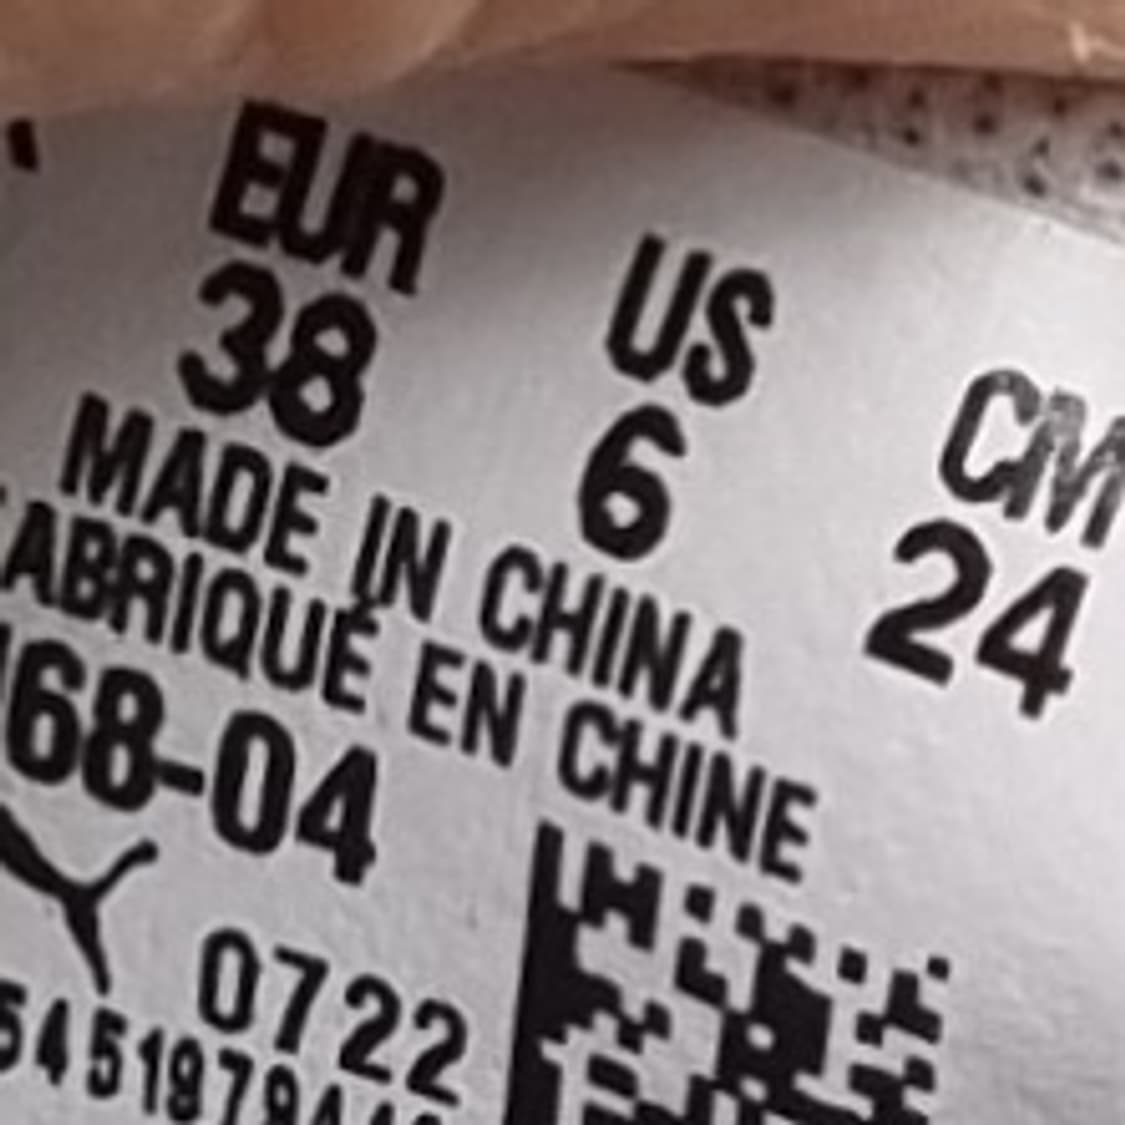 EUR US CM
38 6 24
MADE IN CHINA
ABRIQUÉ EN CHINE
68-04
0722